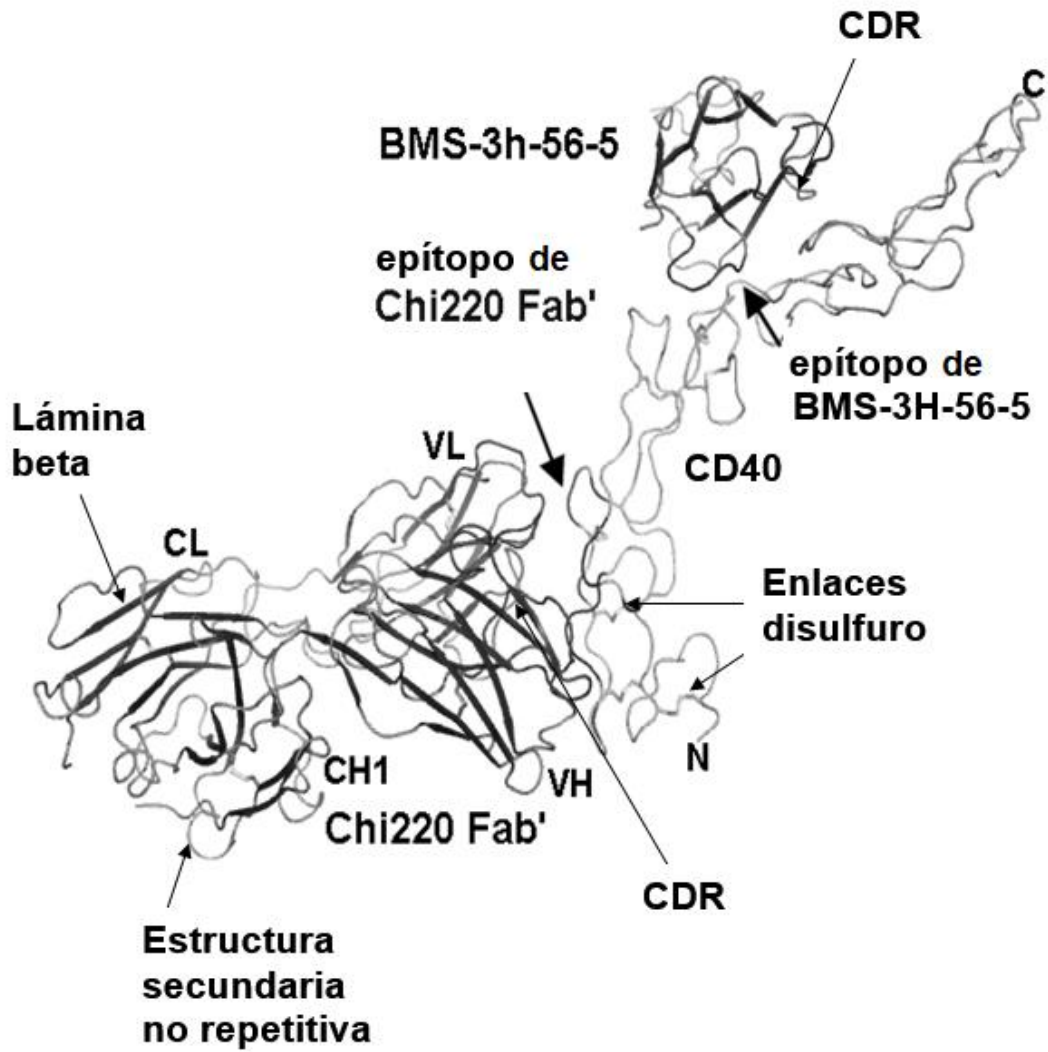 CDR
C
BMS-3h-56-5
epítopo de
Chi220 Fab'
epítopo de
BMS-3H-56-5
Lámina
beta
VL
CD40
CL
Enlaces
disulfuro
N
CH1
VH
Chi220 Fab'
CDR
Estructura
secundaria
no repetitiva